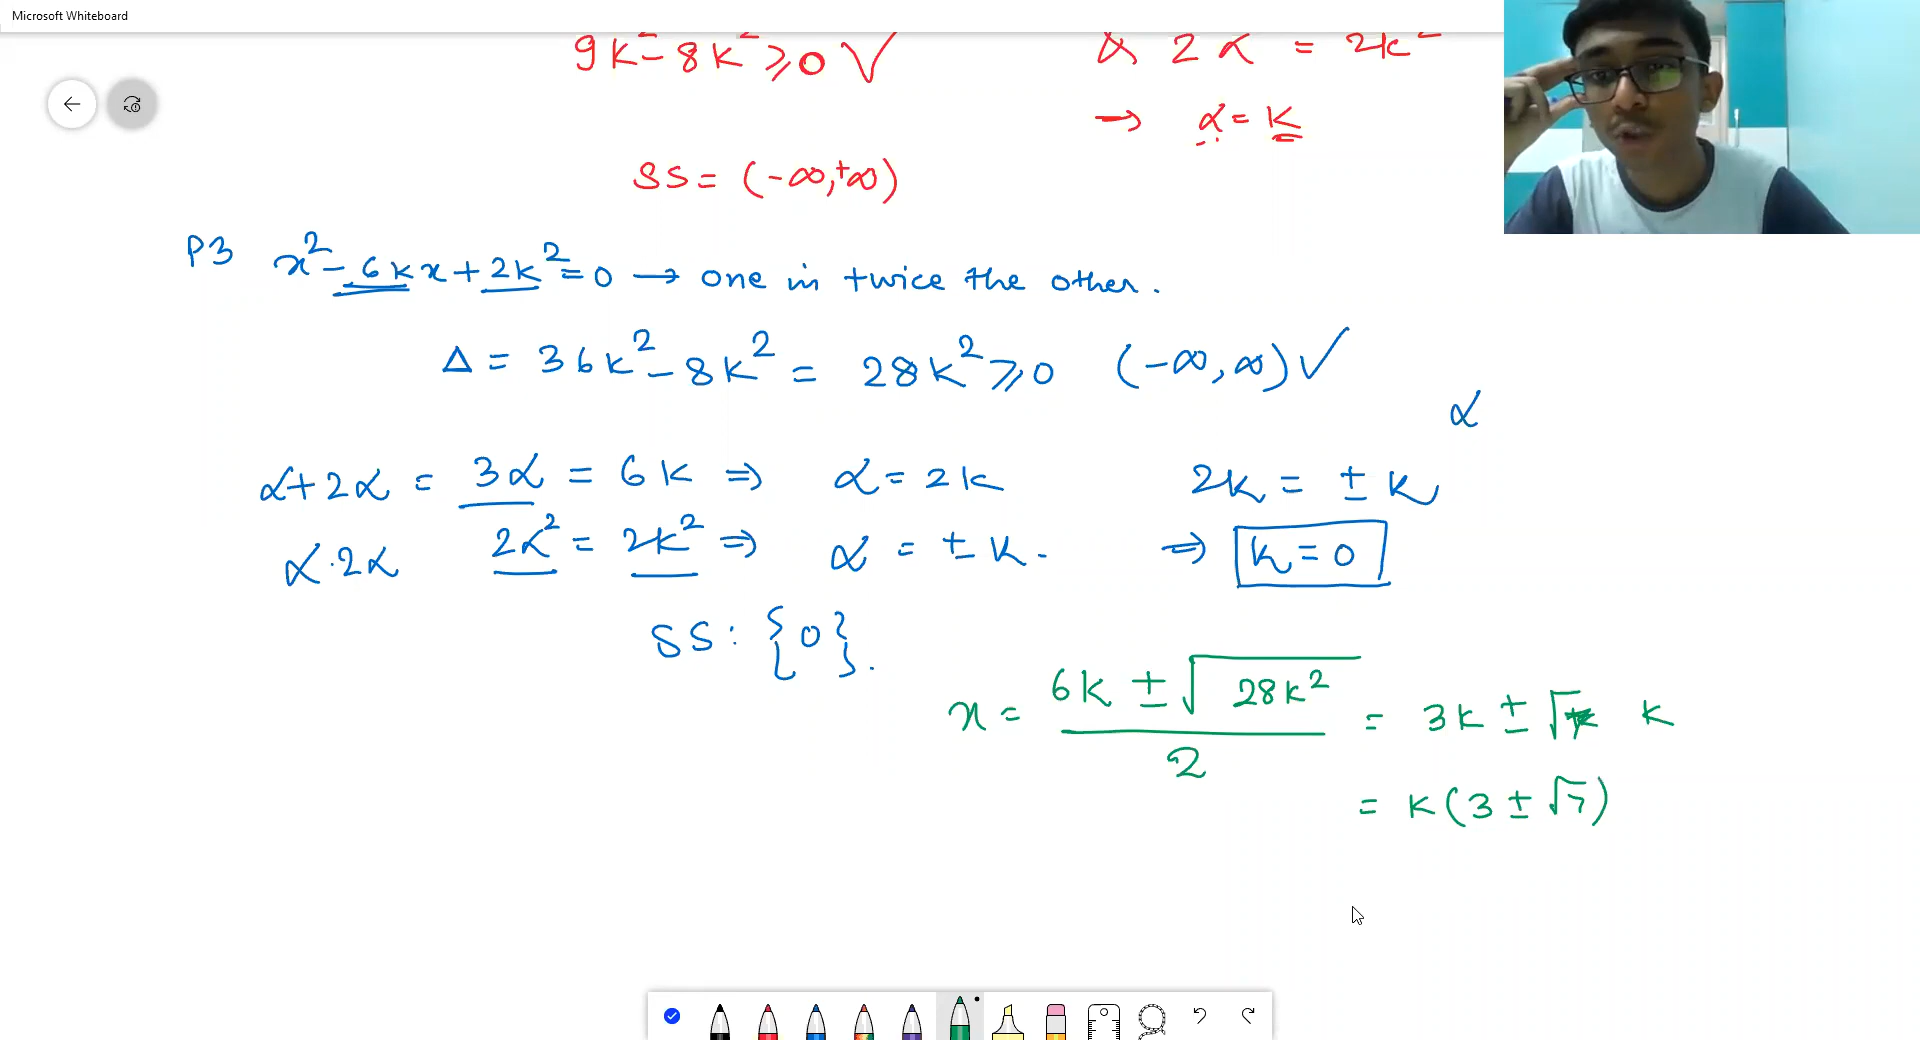 Microsoft Whiteboard
9k² - 8k² ⩾ 0 ✓
& 2α = 2k²
→ α = k
SS = (-∞, +∞)
P3 x² - 6kx + 2k² = 0 → one in twice the other.
Δ = 36k² - 8k² = 28k² ⩾ 0 (-∞, ∞) ✓
α
α + 2α = 3α = 6k ⇒ α = 2k
2k = ± k
α·2α 2α² = 2k² ⇒ α = ± k.
⇒ k = 0
SS: {0}.
x = (6k ± √28k²)/2 = 3k ± √ k
= k(3 ± √7)